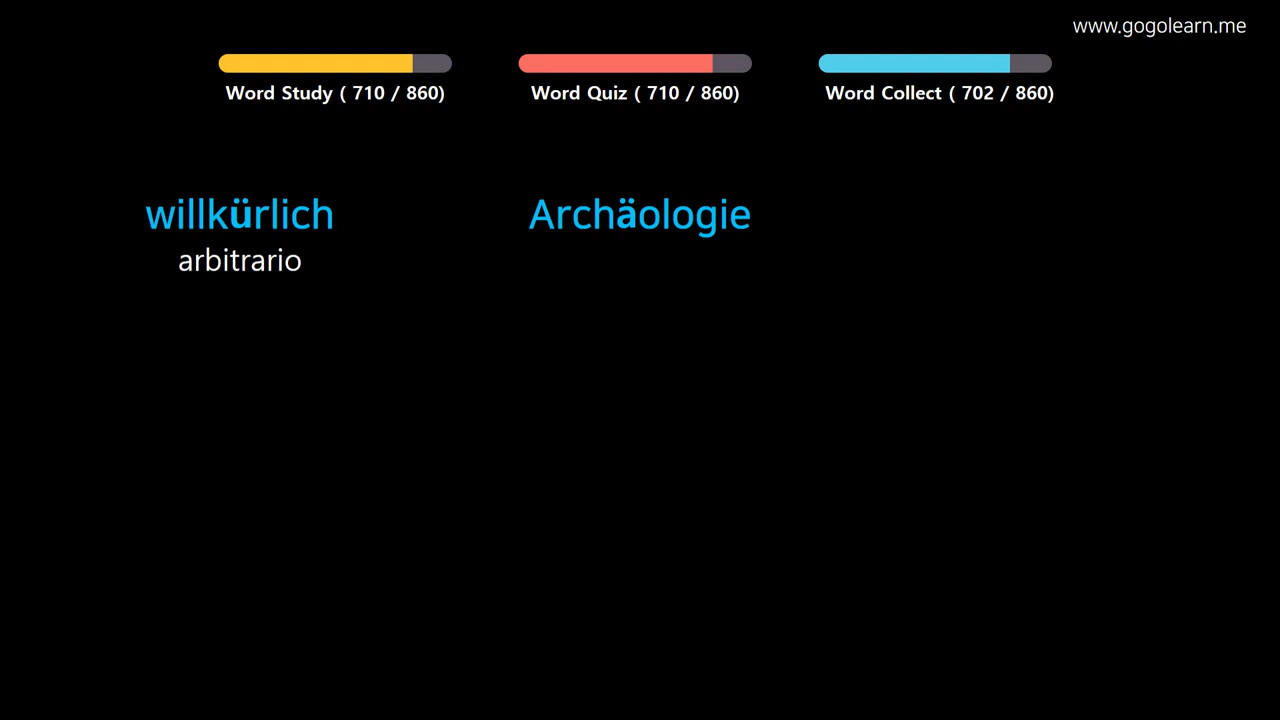 www.gogolearn.me
Word Study ( 710 / 860)
Word Quiz ( 710 / 860)
Word Collect ( 702 / 860)
willkürlich
arbitrario
Archäologie